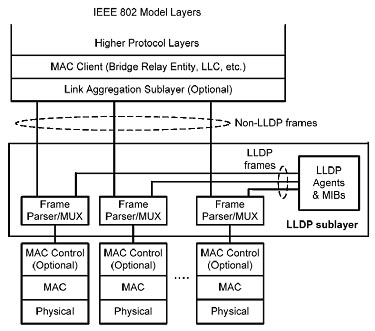 IEEE 802 Model Layers
Higher Protocol Layers
MAC Client (Bridge Relay Entity, LLC, etc.)
Link Aggregation Sublayer (Optional)
Non-LLDP frames
LLDP
frames
LLDP
Agents
& MIBs
Frame
Parser/MUX
Frame
Parser/MUX
Frame
Parser/MUX
LLDP sublayer
MAC Control
(Optional)
MAC
Physical
MAC Control
(Optional)
MAC
Physical
....
MAC Control
(Optional)
MAC
Physical